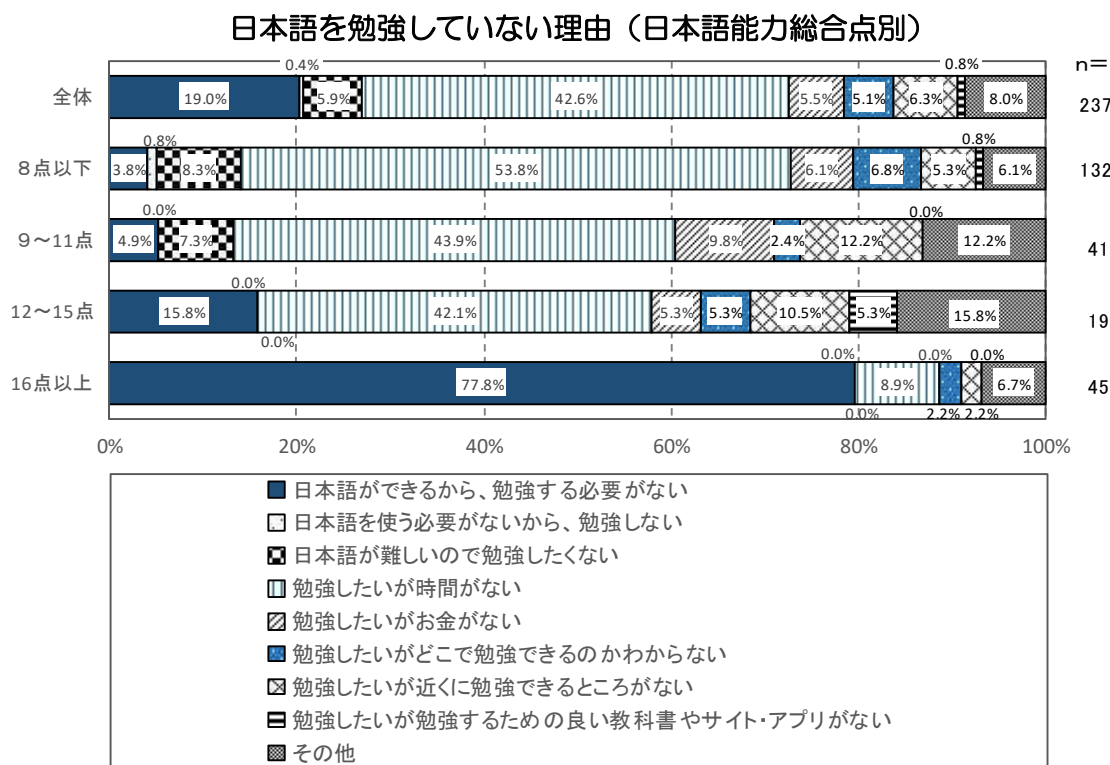 日本語を勉強していない理由（日本語能力総合点別）
0.4% 0.8% n＝
全体 19.0% 5.9% 42.6% 5.5% 5.1% 6.3% 8.0% 237
0.8% 0.8%
8点以下 3.8% 8.3% 53.8% 6.1% 6.8% 5.3% 6.1% 132
0.0% 0.0%
9～11点 4.9% 7.3% 43.9% 9.8% 2.4% 12.2% 12.2% 41
0.0%
12～15点 15.8% 42.1% 5.3% 5.3% 10.5% 5.3% 15.8% 19
0.0% 0.0% 0.0% 0.0%
16点以上 77.8% 8.9% 6.7% 45
0.0% 2.2% 2.2%
0% 20% 40% 60% 80% 100%
日本語ができるから、勉強する必要がない
日本語を使う必要がないから、勉強しない
日本語が難しいので勉強したくない
勉強したいが時間がない
勉強したいがお金がない
勉強したいがどこで勉強できるのかわからない
勉強したいが近くに勉強できるところがない
勉強したいが勉強するための良い教科書やサイト・アプリがない
その他